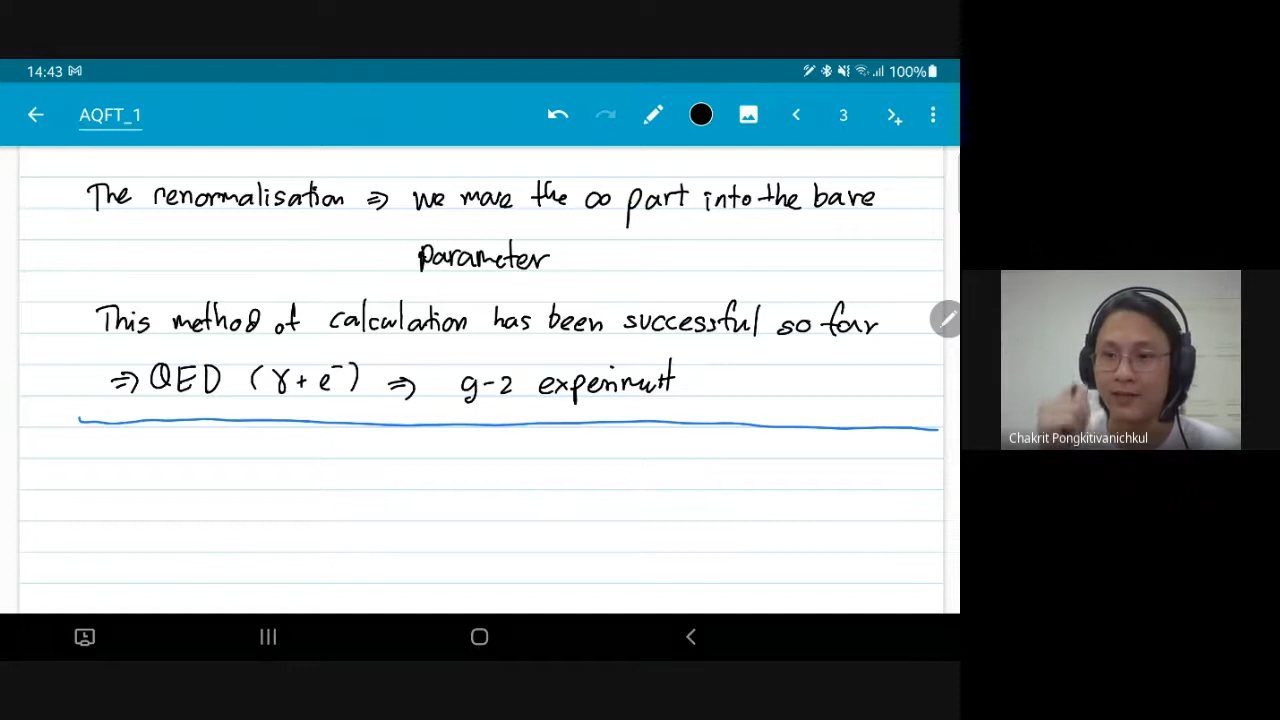 14:43
100%
AQFT_1
3
The renormalisation ⇒ we move the ∞ part into the bare
parameter
This method of calculation has been successful so far
⇒ QED (γ + e⁻) ⇒ g-2 experiment
Chakrit Pongkitivanichkul